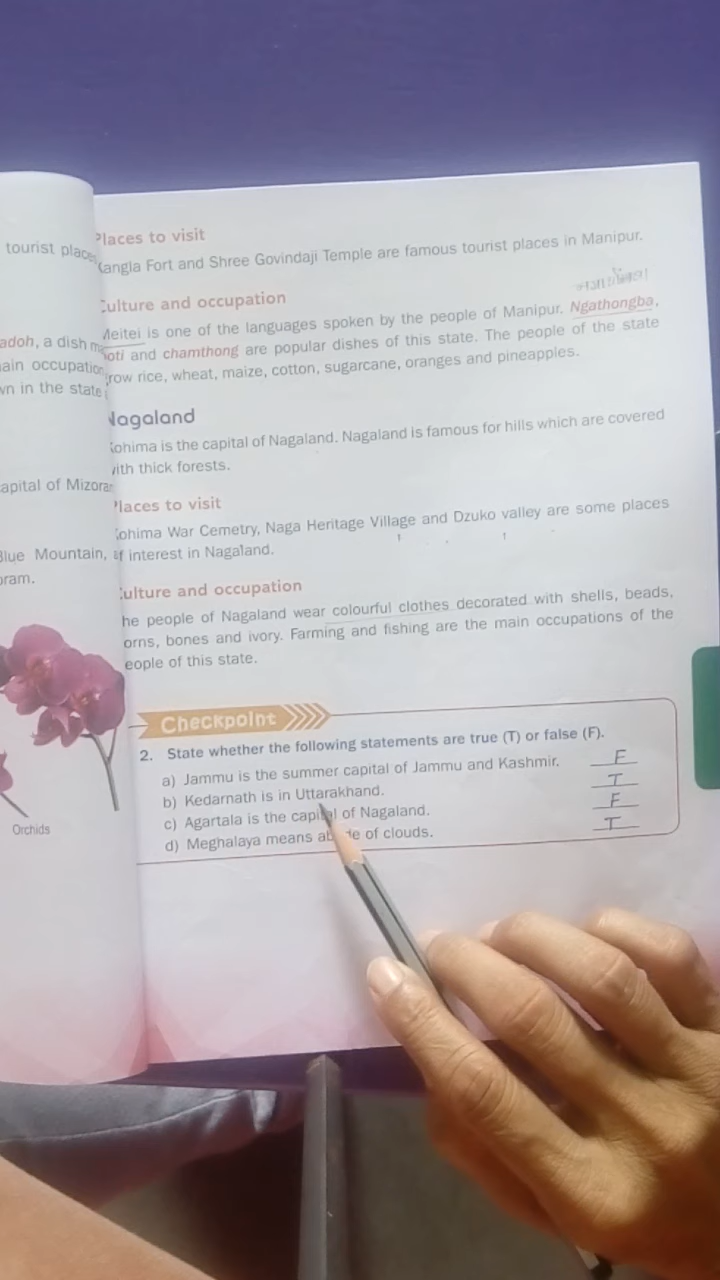 tourist places
adoh, a dish m
ain occupation
wn in the state
apital of Mizoram
Blue Mountain,
oram.
Orchids
Places to visit
Kangla Fort and Shree Govindaji Temple are famous tourist places in Manipur.
Culture and occupation
Meitei is one of the languages spoken by the people of Manipur. Ngathongba,
ooti and chamthong are popular dishes of this state. The people of the state
grow rice, wheat, maize, cotton, sugarcane, oranges and pineapples.
Nagaland
Kohima is the capital of Nagaland. Nagaland is famous for hills which are covered
with thick forests.
Places to visit
Kohima War Cemetry, Naga Heritage Village and Dzuko valley are some places
of interest in Nagaland.
Culture and occupation
The people of Nagaland wear colourful clothes decorated with shells, beads,
horns, bones and ivory. Farming and fishing are the main occupations of the
people of this state.
Checkpoint
2. State whether the following statements are true (T) or false (F).
a) Jammu is the summer capital of Jammu and Kashmir. F
b) Kedarnath is in Uttarakhand. T
c) Agartala is the capital of Nagaland. F
d) Meghalaya means abode of clouds. T